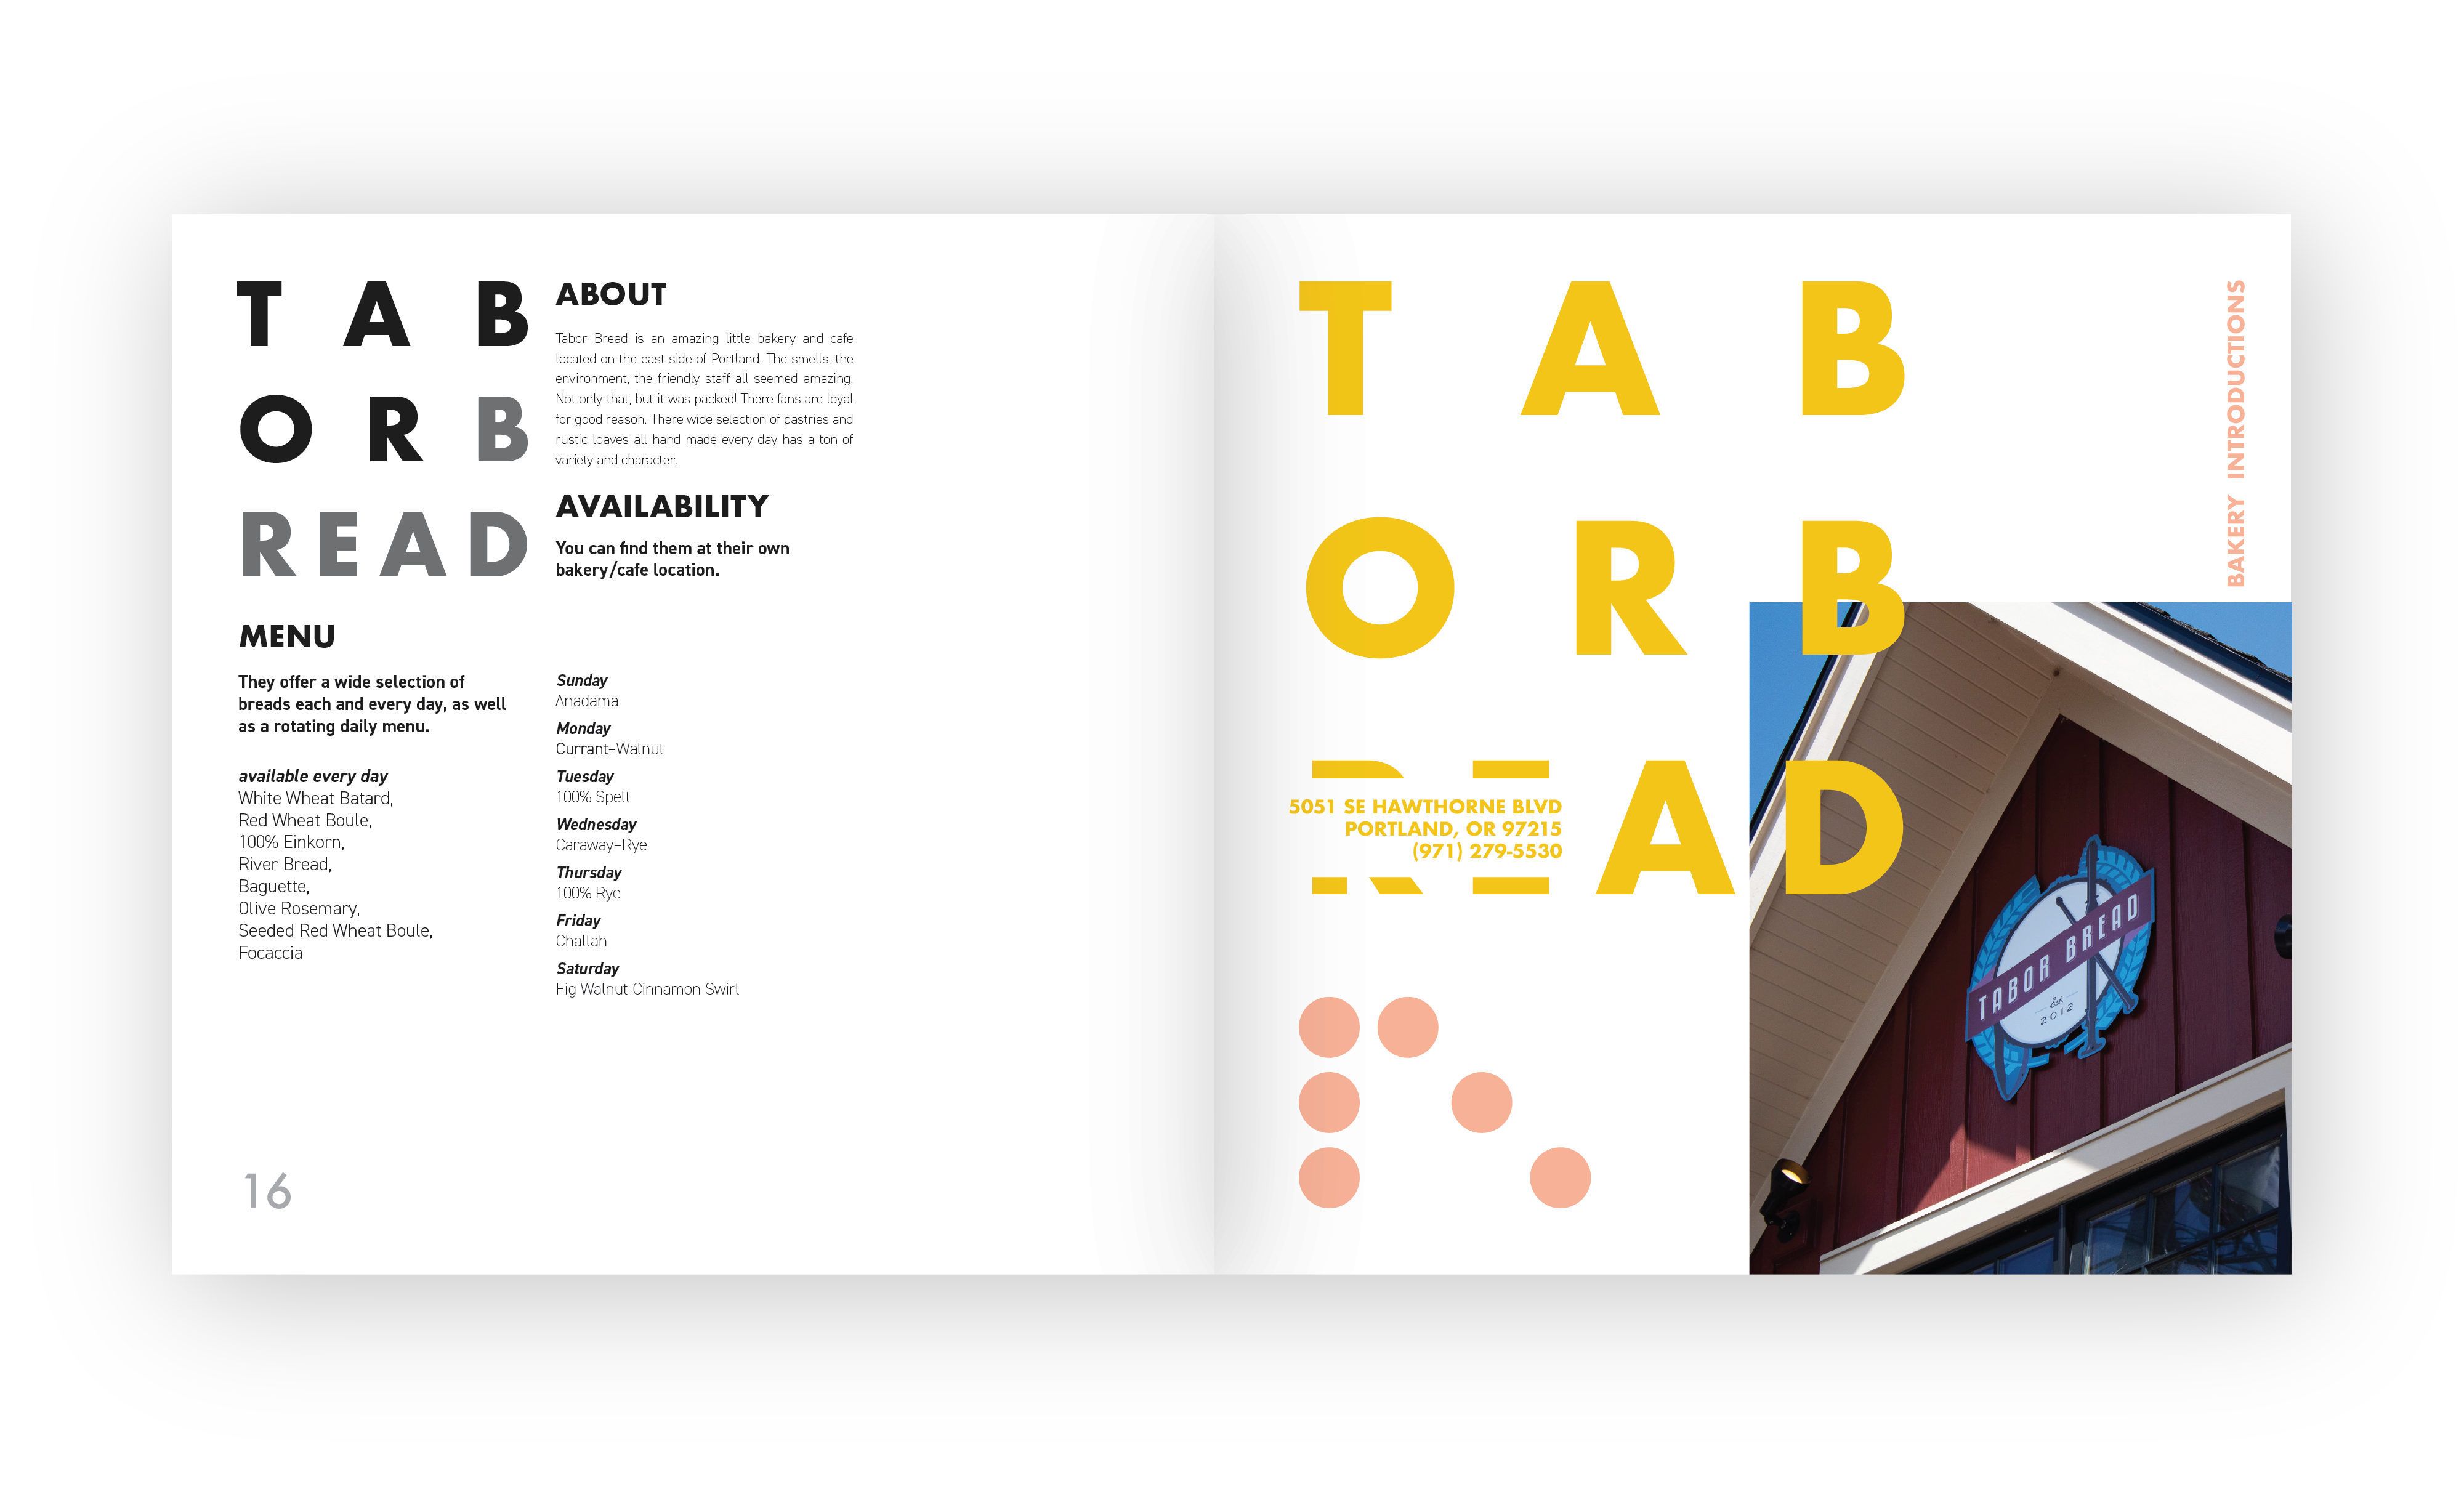 T A B
O R B
READ
ABOUT
Tabor Bread is an amazing little bakery and cafe
located on the east side of Portland. The smells, the
environment, the friendly staff all seemed amazing.
Not only that, but it was packed! There fans are loyal
for good reason. There wide selection of pastries and
rustic loaves all hand made every day has a ton of
variety and character.
AVAILABILITY
You can find them at their own
bakery/cafe location.
MENU
They offer a wide selection of
breads each and every day, as well
as a rotating daily menu.
available every day
White Wheat Batard,
Red Wheat Boule,
100% Einkorn,
River Bread,
Baguette,
Olive Rosemary,
Seeded Red Wheat Boule,
Focaccia
Sunday
Anadama
Monday
Currant–Walnut
Tuesday
100% Spelt
Wednesday
Caraway–Rye
Thursday
100% Rye
Friday
Challah
Saturday
Fig Walnut Cinnamon Swirl
16
T A B
O R B
READ
5051 SE HAWTHORNE BLVD
PORTLAND, OR 97215
(971) 279-5530
BAKERY INTRODUCTIONS
TABOR BREAD
Est.
2012